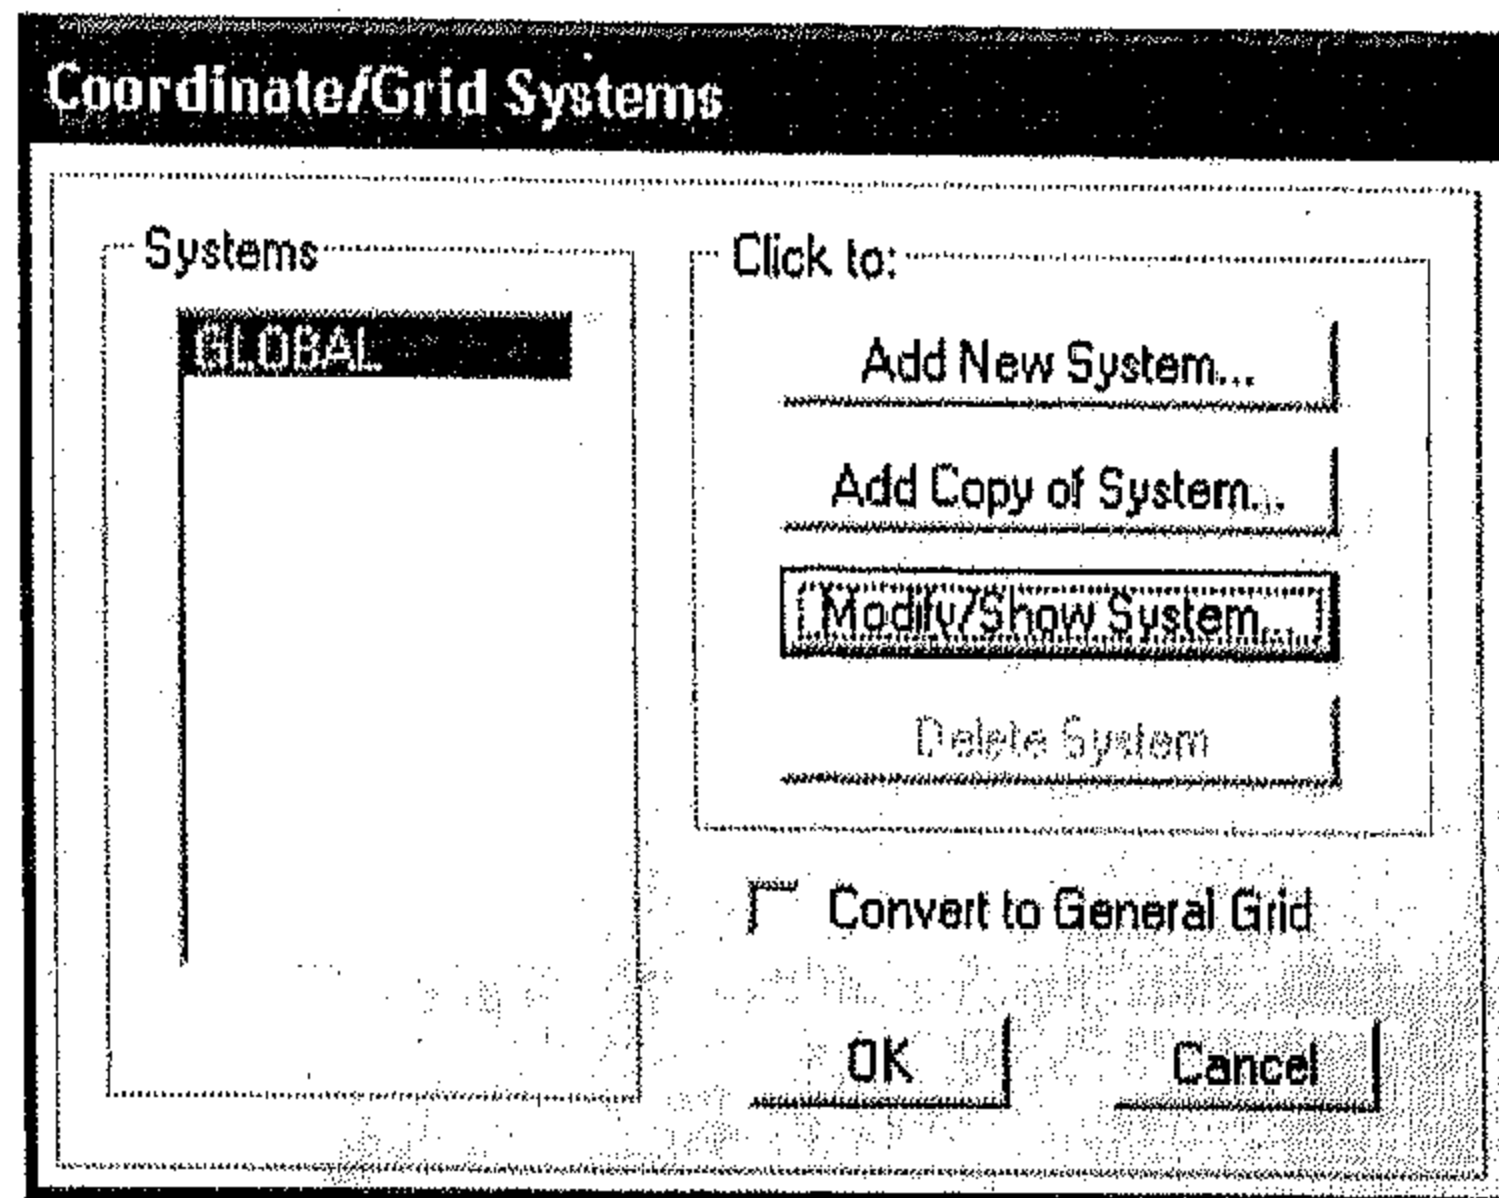 Coordinate/Grid Systems
Systems
GLOBAL
Click to:
Add New System...
Add Copy of System...
Modify/Show System...
Delete System
Convert to General Grid
OK
Cancel